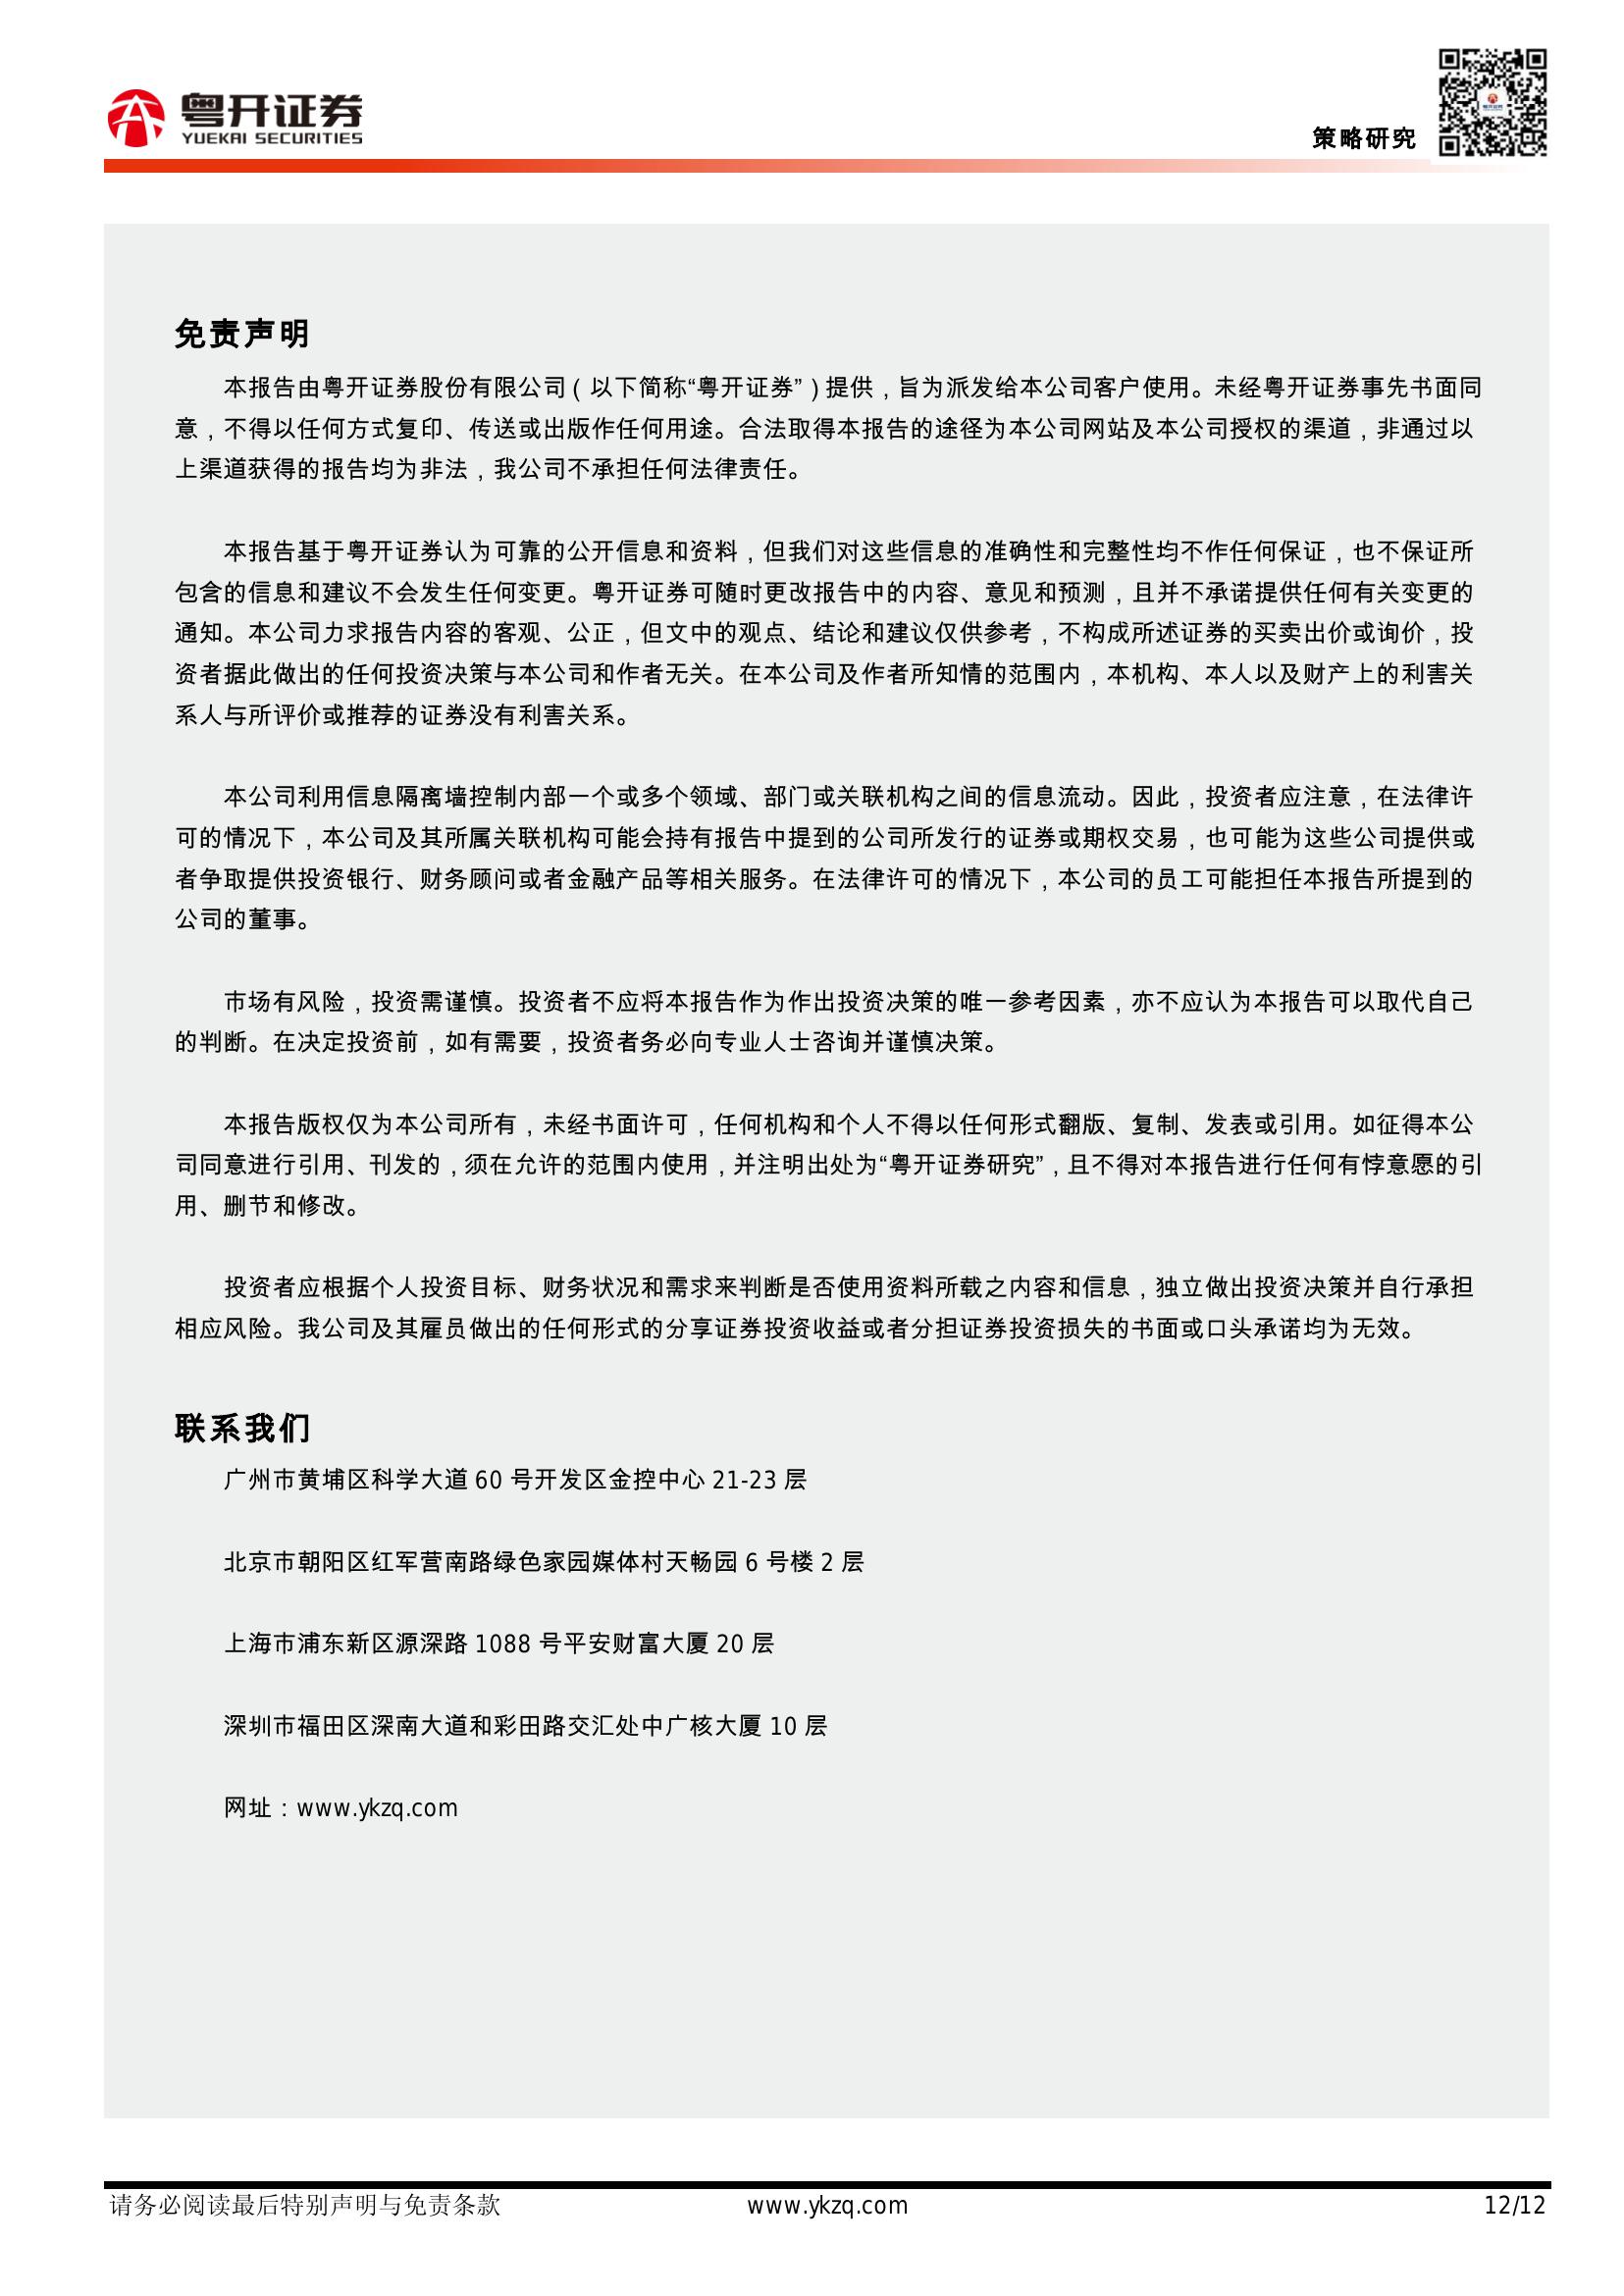 粤开证券
YUEKAI SECURITIES
策略研究
免责声明
本报告由粤开证券股份有限公司（以下简称“粤开证券”）提供，旨为派发给本公司客户使用。未经粤开证券事先书面同
意，不得以任何方式复印、传送或出版作任何用途。合法取得本报告的途径为本公司网站及本公司授权的渠道，非通过以
上渠道获得的报告均为非法，我公司不承担任何法律责任。
本报告基于粤开证券认为可靠的公开信息和资料，但我们对这些信息的准确性和完整性均不作任何保证，也不保证所
包含的信息和建议不会发生任何变更。粤开证券可随时更改报告中的内容、意见和预测，且并不承诺提供任何有关变更的
通知。本公司力求报告内容的客观、公正，但文中的观点、结论和建议仅供参考，不构成所述证券的买卖出价或询价，投
资者据此做出的任何投资决策与本公司和作者无关。在本公司及作者所知情的范围内，本机构、本人以及财产上的利害关
系人与所评价或推荐的证券没有利害关系。
本公司利用信息隔离墙控制内部一个或多个领域、部门或关联机构之间的信息流动。因此，投资者应注意，在法律许
可的情况下，本公司及其所属关联机构可能会持有报告中提到的公司所发行的证券或期权交易，也可能为这些公司提供或
者争取提供投资银行、财务顾问或者金融产品等相关服务。在法律许可的情况下，本公司的员工可能担任本报告所提到的
公司的董事。
市场有风险，投资需谨慎。投资者不应将本报告作为作出投资决策的唯一参考因素，亦不应认为本报告可以取代自己
的判断。在决定投资前，如有需要，投资者务必向专业人士咨询并谨慎决策。
本报告版权仅为本公司所有，未经书面许可，任何机构和个人不得以任何形式翻版、复制、发表或引用。如征得本公
司同意进行引用、刊发的，须在允许的范围内使用，并注明出处为“粤开证券研究”，且不得对本报告进行任何有悖意愿的引
用、删节和修改。
投资者应根据个人投资目标、财务状况和需求来判断是否使用资料所载之内容和信息，独立做出投资决策并自行承担
相应风险。我公司及其雇员做出的任何形式的分享证券投资收益或者分担证券投资损失的书面或口头承诺均为无效。
联系我们
广州市黄埔区科学大道 60 号开发区金控中心 21-23 层
北京市朝阳区红军营南路绿色家园媒体村天畅园 6 号楼 2 层
上海市浦东新区源深路 1088 号平安财富大厦 20 层
深圳市福田区深南大道和彩田路交汇处中广核大厦 10 层
网址：www.ykzq.com
请务必阅读最后特别声明与免责条款
www.ykzq.com
12/12